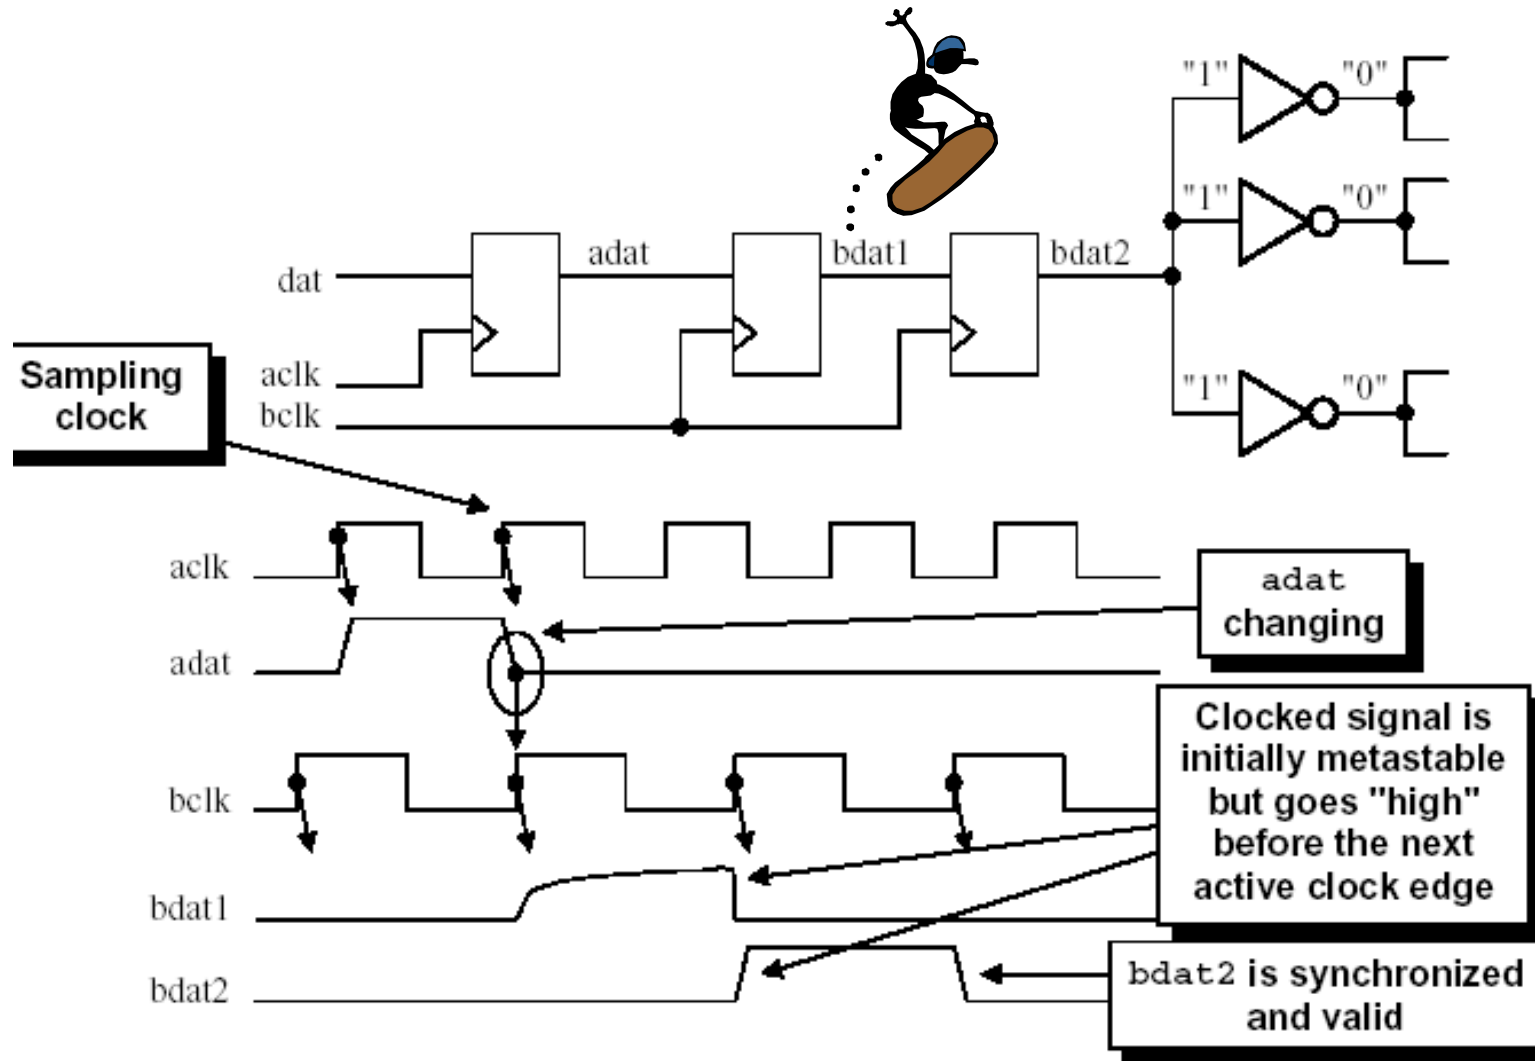 "1" "0"
"1" "0"
adat bdat1 bdat2
dat
Sampling
clock
aclk
bclk
"1" "0"
aclk
adat
changing
adat
Clocked signal is
initially metastable
but goes "high"
before the next
active clock edge
bclk
bdat1
bdat2
bdat2 is synchronized
and valid